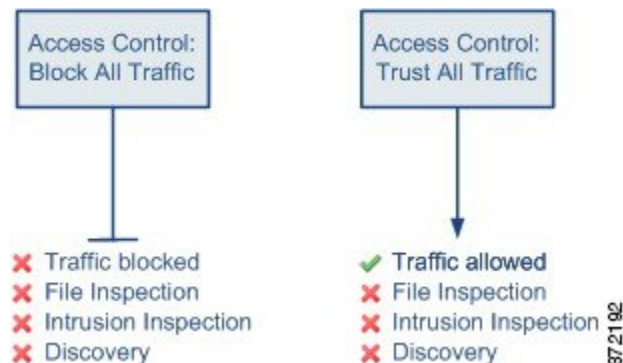 Access Control:
Block All Traffic
Traffic blocked
File Inspection
Intrusion Inspection
Discovery
Access Control:
Trust All Traffic
Traffic allowed
File Inspection
Intrusion Inspection
Discovery
372192